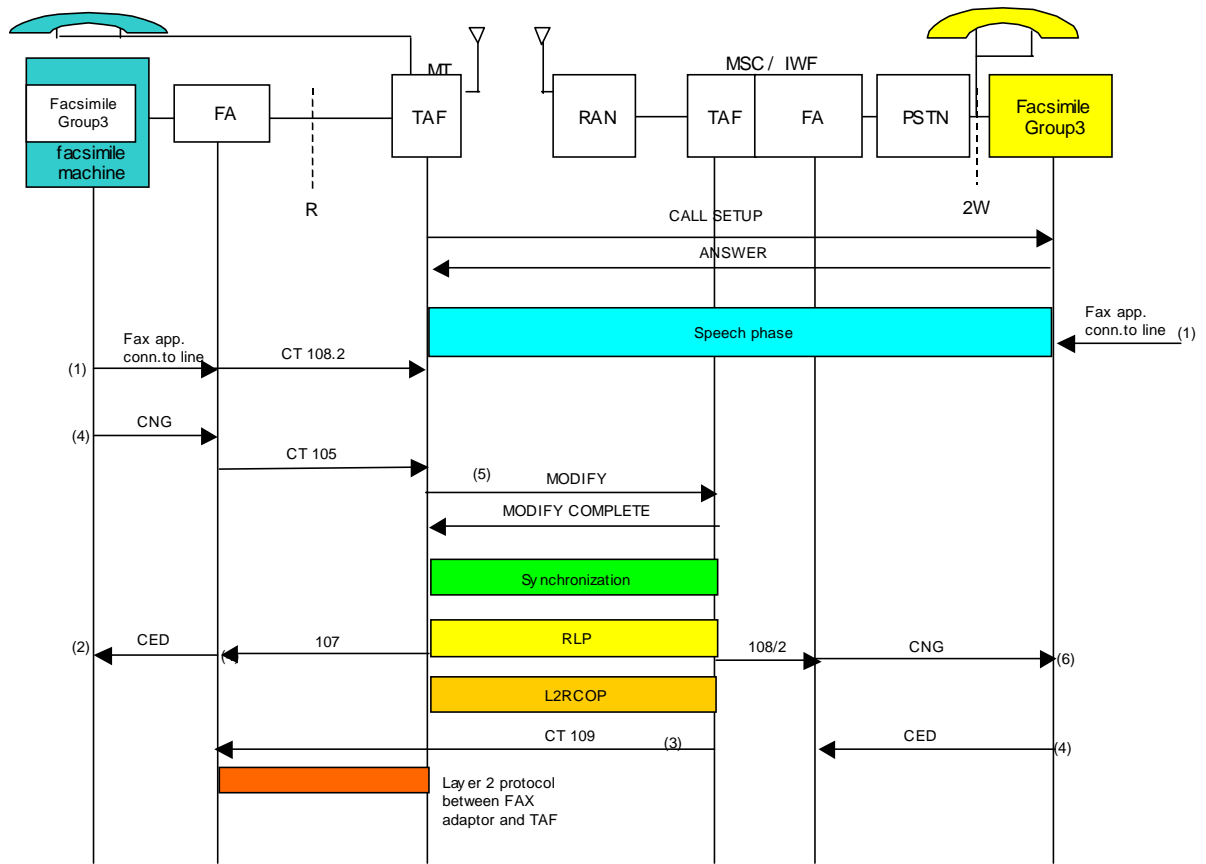 MT
MSC / IWF
Facsimile
Group3
facsimile
machine
FA
TAF
RAN
TAF
FA
PSTN
Facsimile
Group3
R
2W
CALL SETUP
ANSWER
Speech phase
Fax app.
conn.to line
(1)
Fax app.
conn.to line
CT 108.2
(1)
CNG
(4)
CT 105
(5)
MODIFY
MODIFY COMPLETE
Synchronization
(2)
CED
107
RLP
108/2
CNG
(6)
L2RCOP
CT 109
(3)
CED
(4)
Layer 2 protocol
between FAX
adaptor and TAF